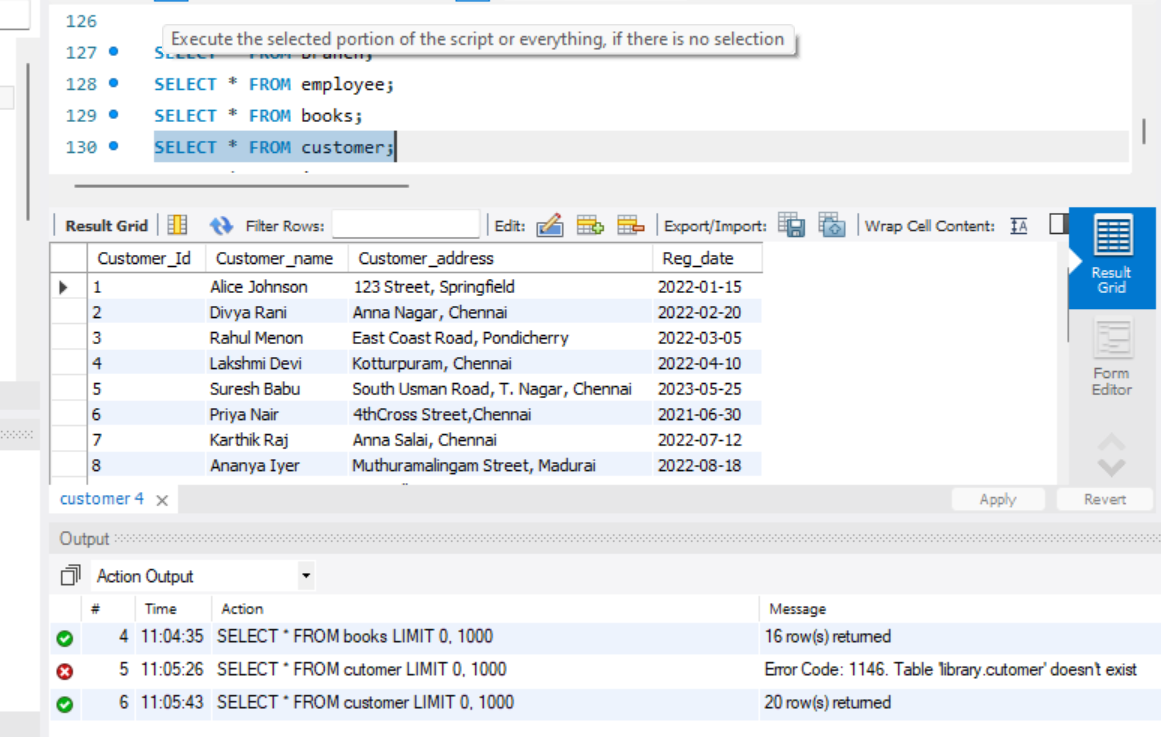 126
Execute the selected portion of the script or everything, if there is no selection
127 SELECT * FROM branch;
128 SELECT * FROM employee;
129 SELECT * FROM books;
130 SELECT * FROM customer;
Result Grid Filter Rows: Edit: Export/Import: Wrap Cell Content: IA
Customer_Id Customer_name Customer_address Reg_date
1 Alice Johnson 123 Street, Springfield 2022-01-15
2 Divya Rani Anna Nagar, Chennai 2022-02-20
3 Rahul Menon East Coast Road, Pondicherry 2022-03-05
4 Lakshmi Devi Kotturpuram, Chennai 2022-04-10
5 Suresh Babu South Usman Road, T. Nagar, Chennai 2023-05-25
6 Priya Nair 4thCross Street,Chennai 2021-06-30
7 Karthik Raj Anna Salai, Chennai 2022-07-12
8 Ananya Iyer Muthuramalingam Street, Madurai 2022-08-18
Result
Grid
Form
Editor
customer 4 Apply Revert
Output
Action Output
# Time Action Message
4 11:04:35 SELECT * FROM books LIMIT 0, 1000 16 row(s) returned
5 11:05:26 SELECT * FROM cutomer LIMIT 0, 1000 Error Code: 1146. Table 'library.cutomer' doesn't exist
6 11:05:43 SELECT * FROM customer LIMIT 0, 1000 20 row(s) returned